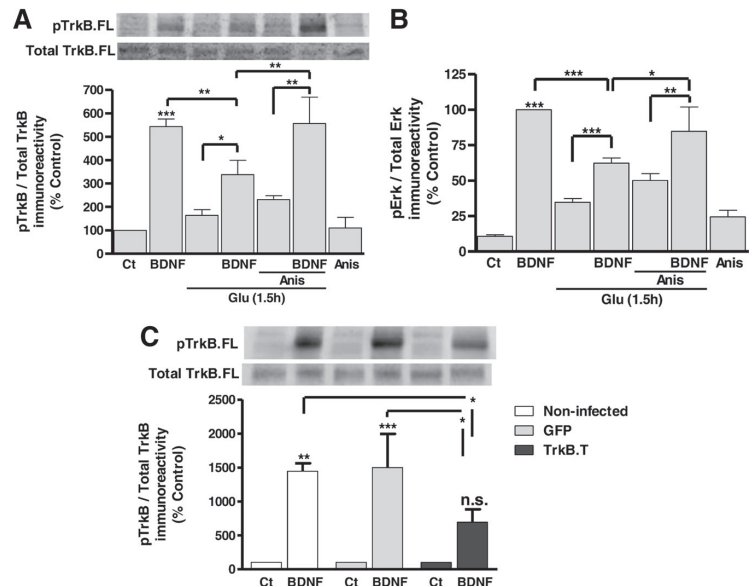 A
pTrkB.FL
Total TrkB.FL
pTrkB / Total TrkB
immunoreactivity
(% Control)
700
600
500
400
300
200
100
0
***
**
*
**
**
Ct BDNF BDNF BDNF Anis
Anis
Glu (1.5h)
B
pErk / Total Erk
immunoreactivity
(% Control)
125
100
75
50
25
0
***
***
***
*
**
Ct BDNF BDNF BDNF Anis
Anis
Glu (1.5h)
C
pTrkB.FL
Total TrkB.FL
pTrkB / Total TrkB
immunoreactivity
(% Control)
2500
2000
1500
1000
500
0
**
***
*
*
n.s.
Ct BDNF Ct BDNF Ct BDNF
Non-infected
GFP
TrkB.T